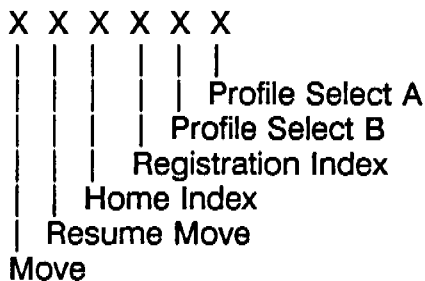 X X X X X X
Profile Select A
Profile Select B
Registration Index
Home Index
Resume Move
Move